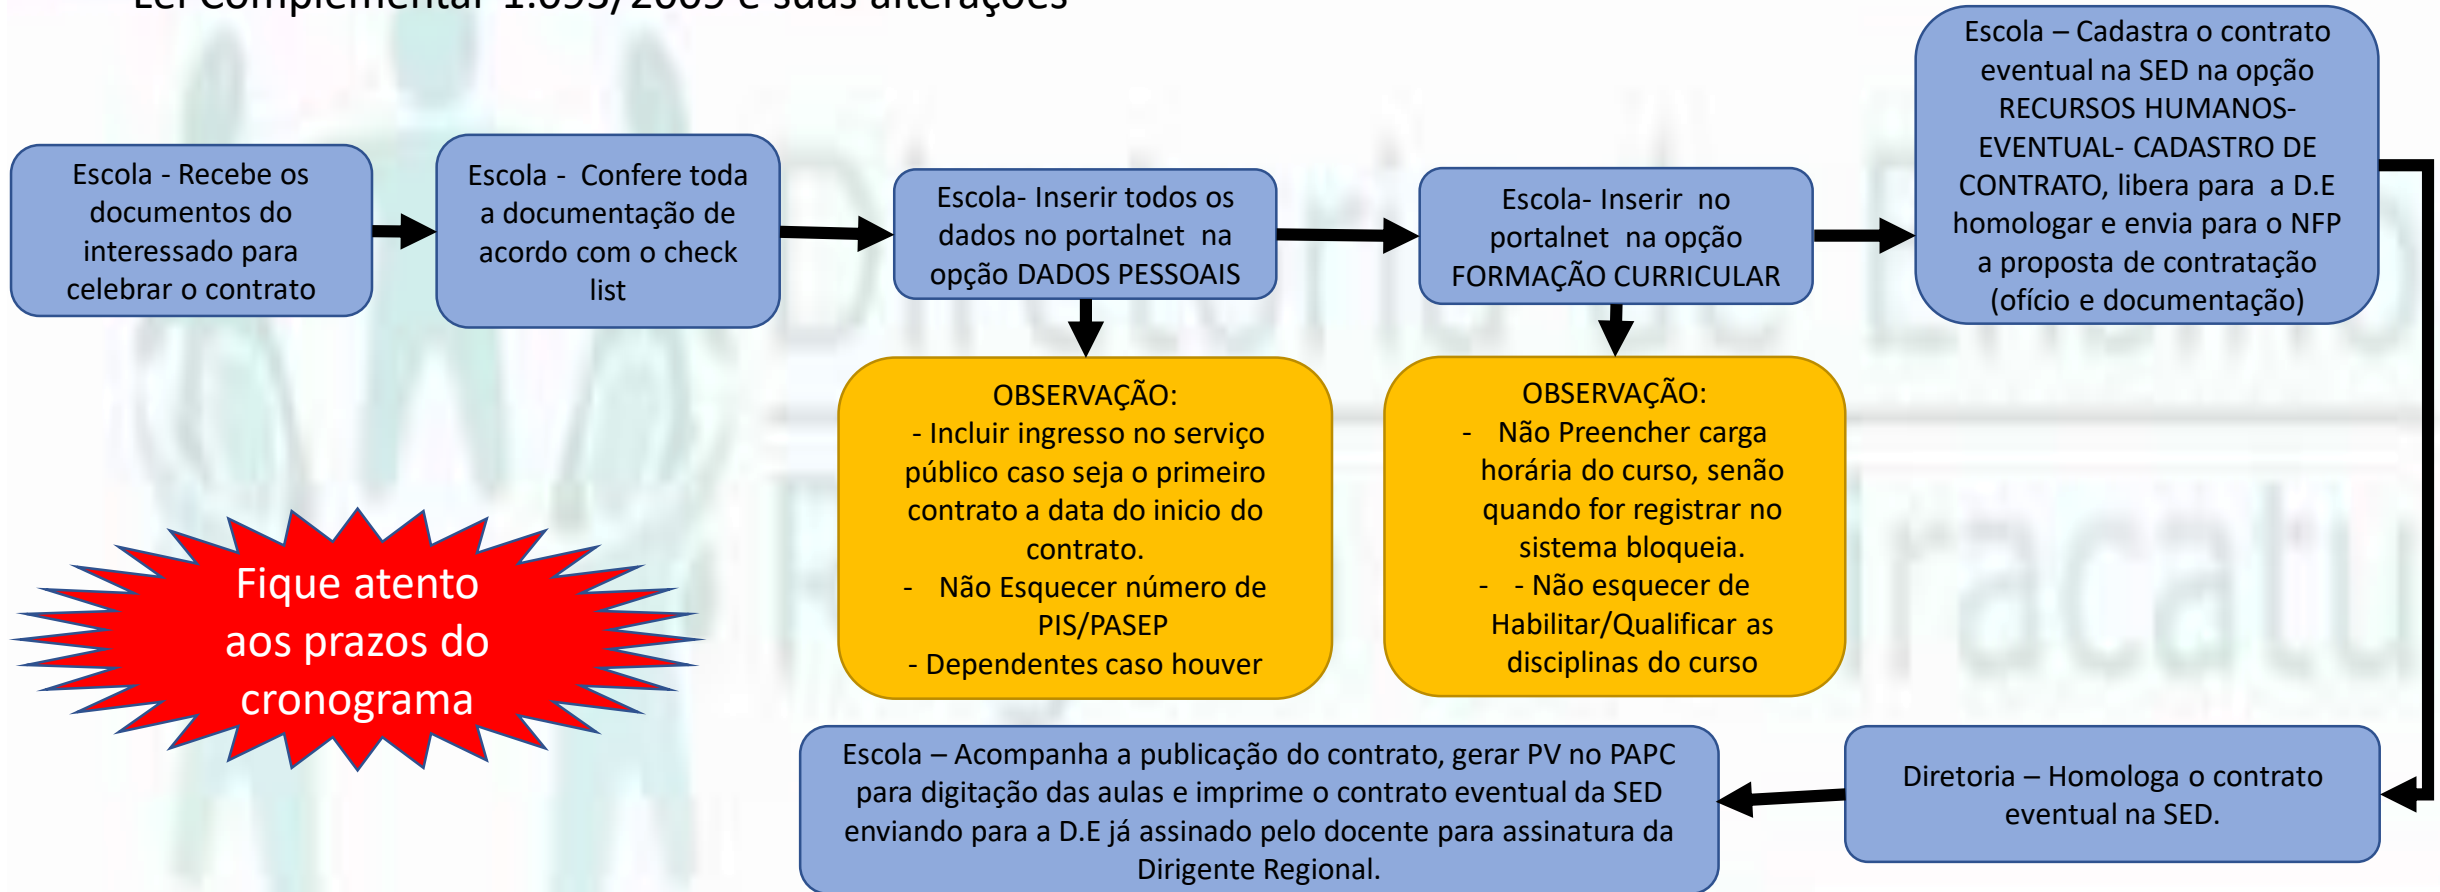 Lei Complementar 1.093/2009 e suas alterações
Escola - Recebe os
documentos do
interessado para
celebrar o contrato
Escola -  Confere toda
a documentação de
acordo com o check
list
Escola- Inserir todos os
dados no portalnet  na
opção DADOS PESSOAIS
Escola- Inserir  no
portalnet  na opção
FORMAÇÃO CURRICULAR
Escola – Cadastra o contrato
eventual na SED na opção
RECURSOS HUMANOS-
EVENTUAL- CADASTRO DE
CONTRATO, libera para  a D.E
homologar e envia para o NFP
a proposta de contratação
(ofício e documentação)
OBSERVAÇÃO:
- Incluir ingresso no serviço
público caso seja o primeiro
contrato a data do inicio do
contrato.
- Não Esquecer número de
PIS/PASEP
- Dependentes caso houver
OBSERVAÇÃO:
- Não Preencher carga
horária do curso, senão
quando for registrar no
sistema bloqueia.
- - Não esquecer de
Habilitar/Qualificar as
disciplinas do curso
Fique atento
aos prazos do
cronograma
Diretoria – Homologa o contrato
eventual na SED.
Escola – Acompanha a publicação do contrato, gerar PV no PAPC
para digitação das aulas e imprime o contrato eventual da SED
enviando para a D.E já assinado pelo docente para assinatura da
Dirigente Regional.